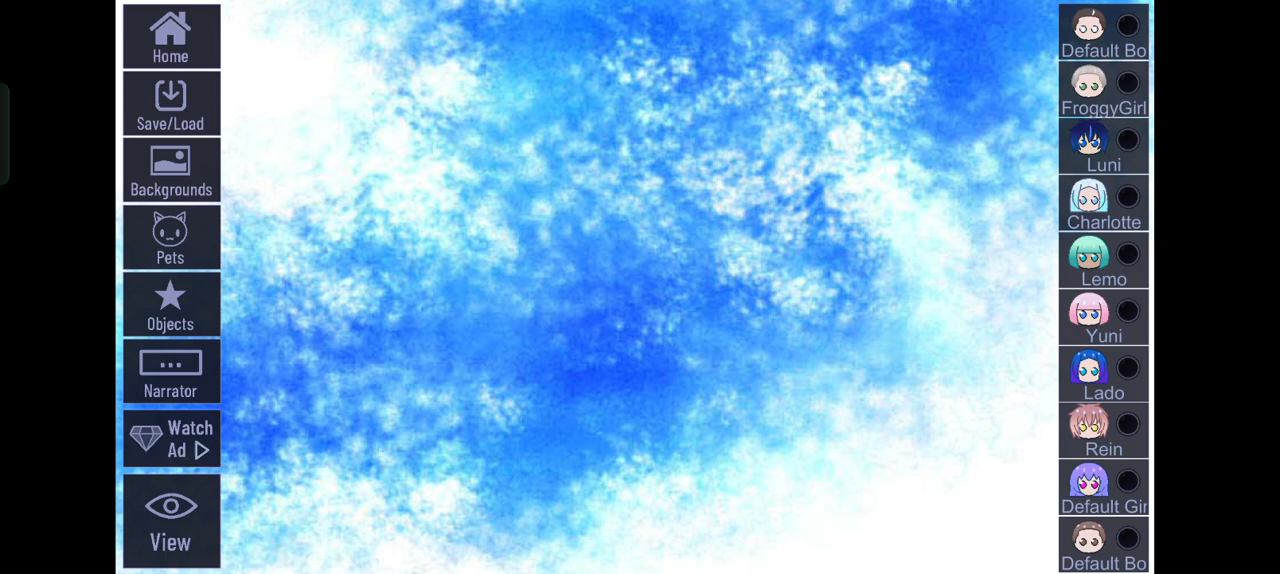 Home
Save/Load
Backgrounds
Pets
Objects
Narrator
Watch
Ad
View
Default Bo
FroggyGirl
Luni
Charlotte
Lemo
Yuni
Lado
Rein
Default Gir
Default Bo